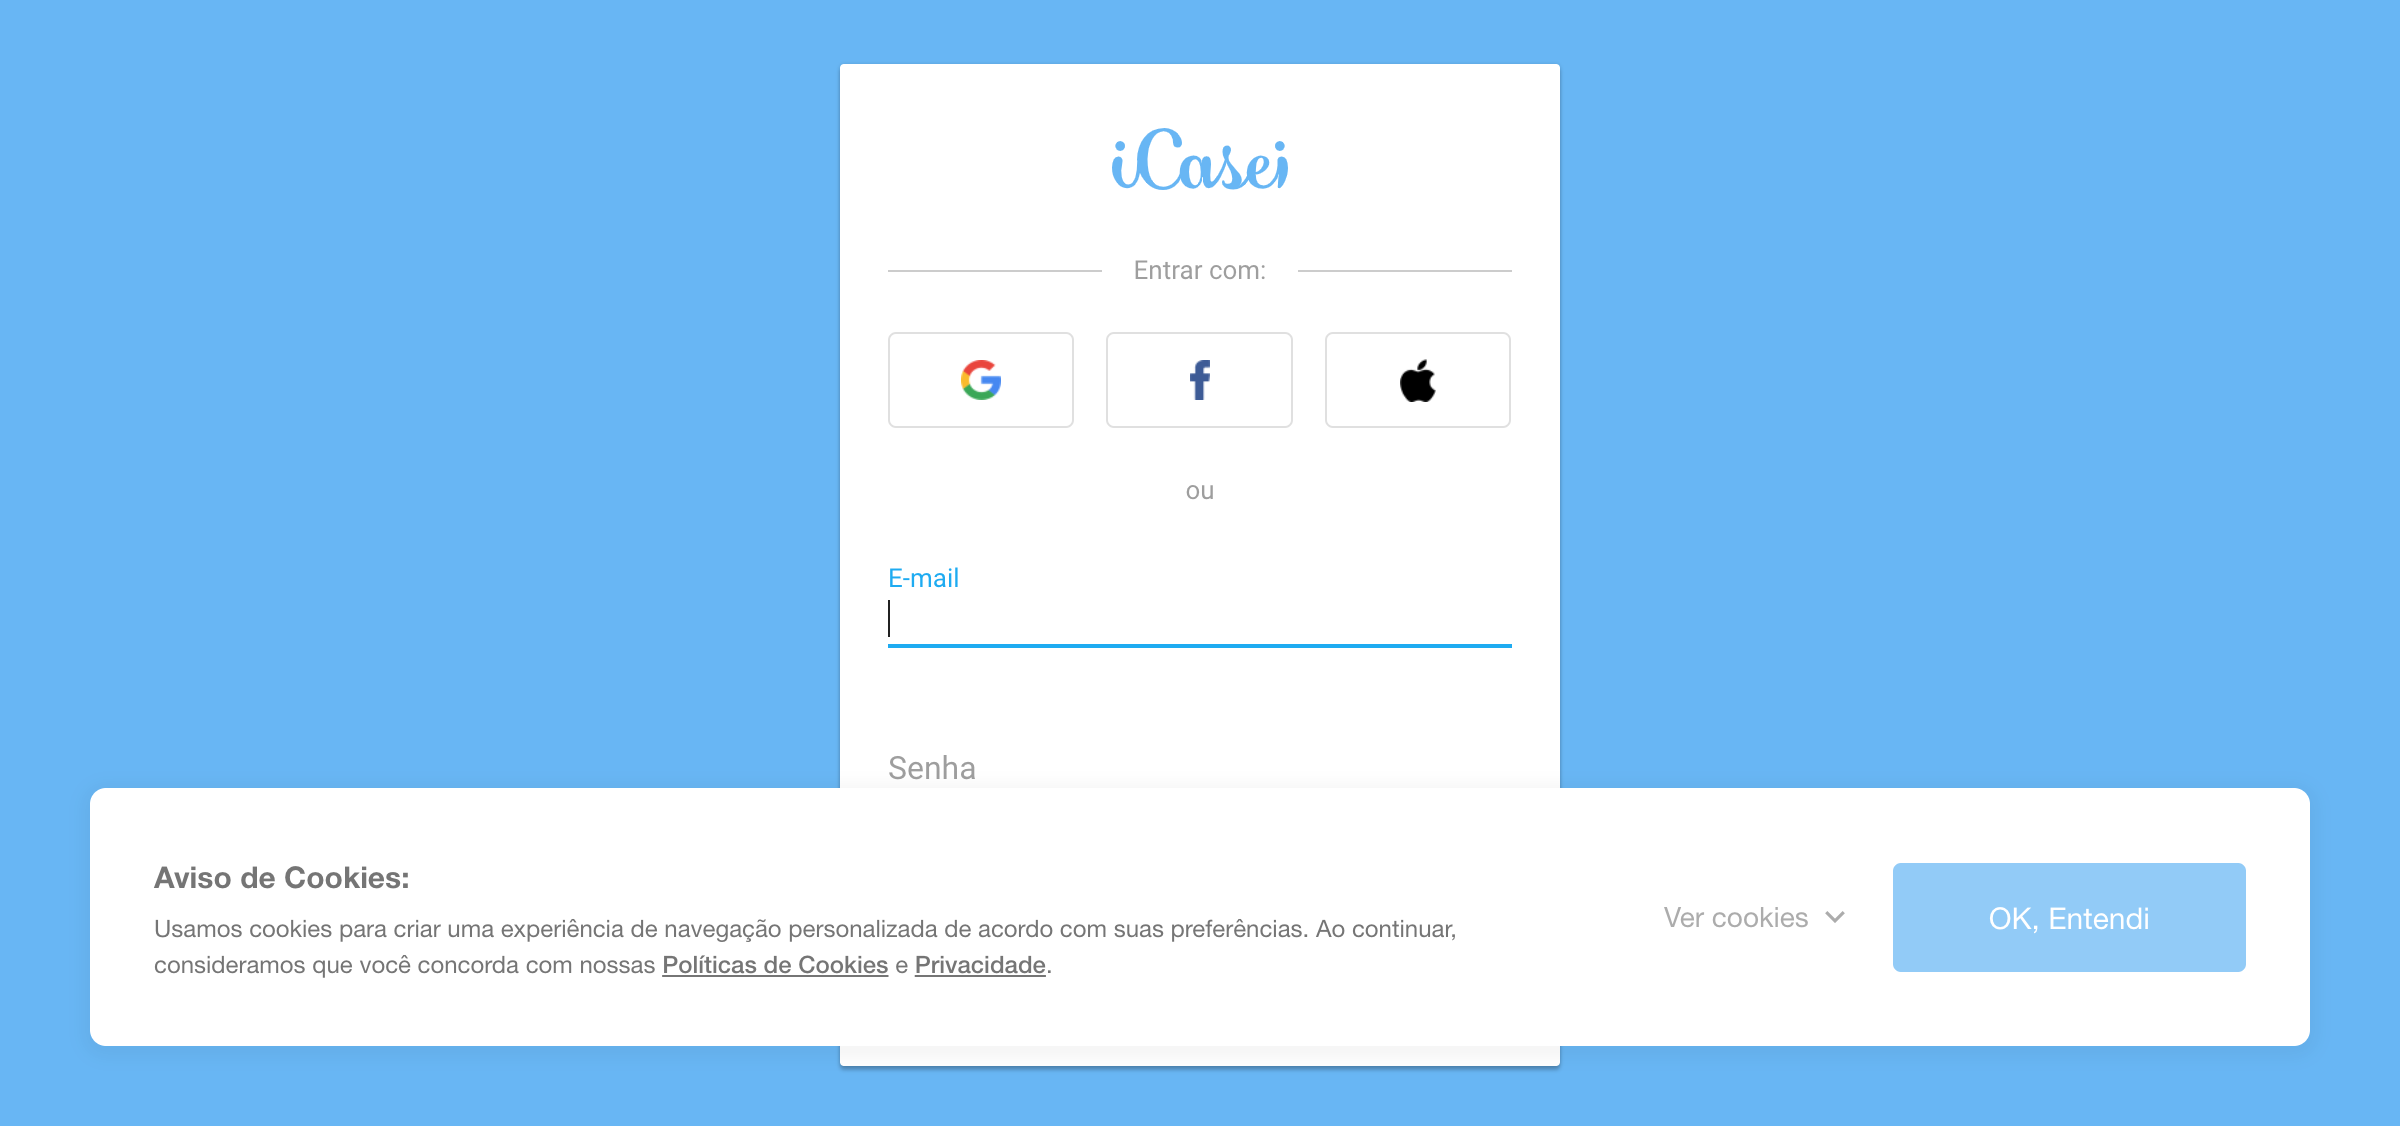 iCasei
Entrar com:
ou
E-mail
Senha
Aviso de Cookies:
Usamos cookies para criar uma experiência de navegação personalizada de acordo com suas preferências. Ao continuar,
consideramos que você concorda com nossas Políticas de Cookies e Privacidade.
Ver cookies
OK, Entendi